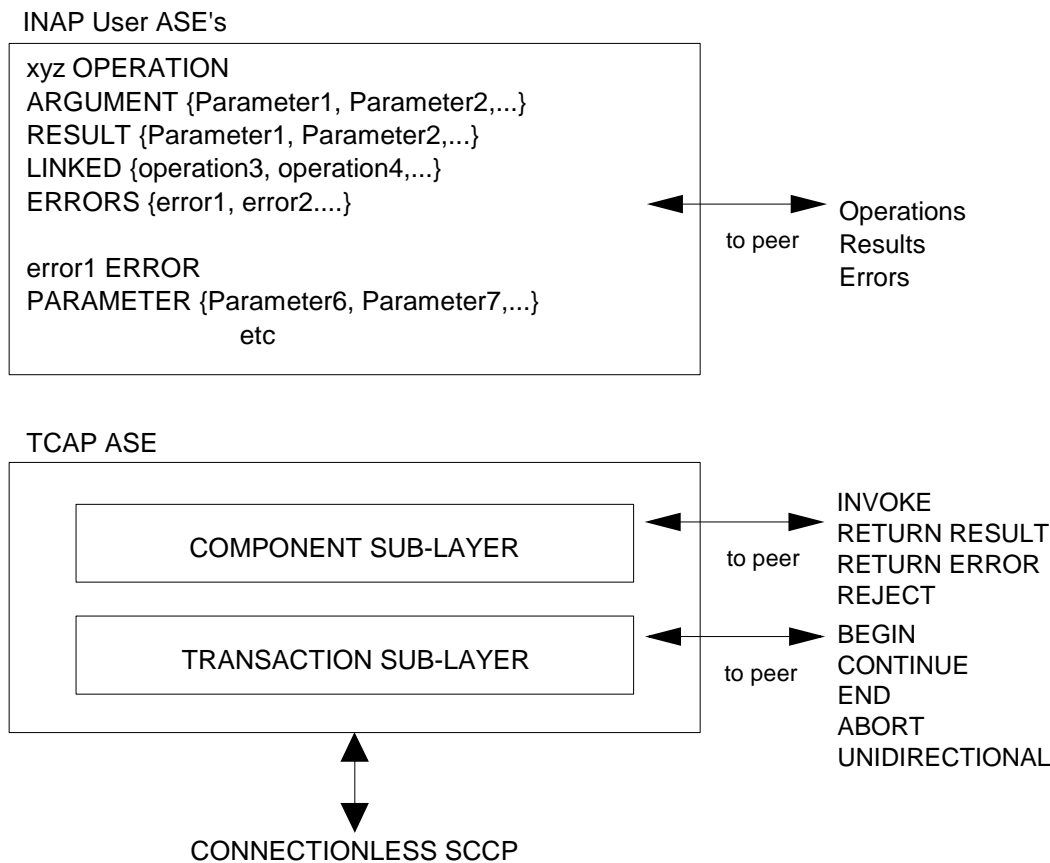 INAP User ASE's
xyz OPERATION
ARGUMENT {Parameter1, Parameter2,...}
RESULT {Parameter1, Parameter2,...}
LINKED {operation3, operation4,...}
ERRORS {error1, error2....}
error1 ERROR
PARAMETER {Parameter6, Parameter7,...}
etc
to peer
Operations
Results
Errors
TCAP ASE
COMPONENT SUB-LAYER
to peer
INVOKE
RETURN RESULT
RETURN ERROR
REJECT
TRANSACTION SUB-LAYER
to peer
BEGIN
CONTINUE
END
ABORT
UNIDIRECTIONAL
CONNECTIONLESS SCCP